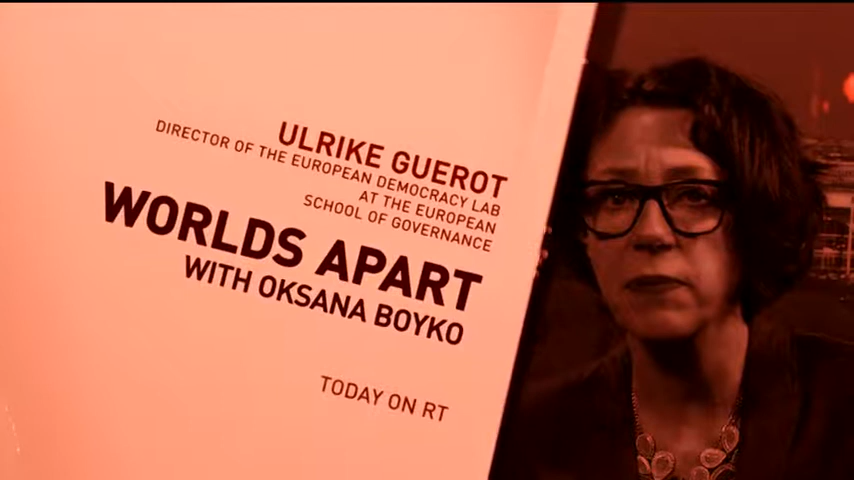 ULRIKE GUEROT
DIRECTOR OF THE EUROPEAN DEMOCRACY LAB
AT THE EUROPEAN
SCHOOL OF GOVERNANCE
WORLDS APART
WITH OKSANA BOYKO
TODAY ON RT